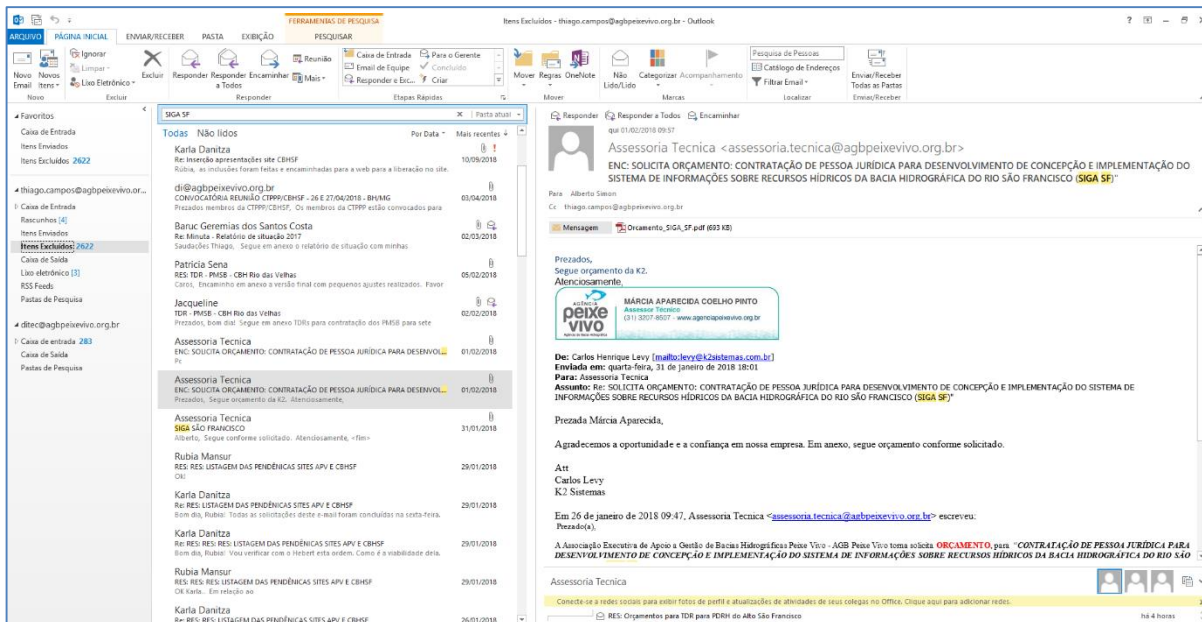 FERRAMENTAS DE PESQUISA
Itens Excluídos - thiago.campos@agbpeixevivo.org.br - Outlook
ARQUIVO PÁGINA INICIAL ENVIAR/RECEBER PASTA EXIBIÇÃO PESQUISAR
Novo Email
Novos Itens
Novo
Ignorar
Limpar
Lixo Eletrônico
Excluir
Excluir
Responder
Responder a Todos
Encaminhar
Reunião
Mais
Responder
Caixa de Entrada
Email de Equipe
Responder e Exc...
Para o Gerente
Concluído
Criar
Etapas Rápidas
Mover
Regras
OneNote
Mover
Não Lido/Lido
Categorizar
Acompanhamento
Marcas
Pesquisa de Pessoas
Catálogo de Endereços
Filtrar Email
Localizar
Enviar/Receber Todas as Pastas
Enviar/Receber
Favoritos
Caixa de Entrada
Itens Enviados
Itens Excluídos 2622
thiago.campos@agbpeixevivo.or...
Caixa de Entrada
Rascunhos [4]
Itens Enviados
Itens Excluídos 2622
Caixa de Saída
Lixo eletrônico [3]
RSS Feeds
Pastas de Pesquisa
ditec@agbpeixevivo.org.br
Caixa de entrada 283
Caixa de Saída
Pastas de Pesquisa
SIGA SF
Pasta atual
Todas Não lidos
Por Data Mais recentes
Karla Danitza
Re: Inserção apresentações site CBHSF 10/09/2018
Rúbia, as inclusões foram feitas e encaminhadas para a web para a liberação no site.
di@agbpeixevivo.org.br
CONVOCATÓRIA REUNIÃO CTPPP/CBHSF - 26 E 27/04/2018 - BH/MG 03/04/2018
Prezados membros da CTPPP/CBHSF, Os membros da CTPPP estão convocados para
Baruc Geremias dos Santos Costa
Re: Minuta - Relatório de situação 2017 02/03/2018
Saudações Thiago, Segue em anexo o relatório de situação com minhas
Patrícia Sena
RES: TDR - PMSB - CBH Rio das Velhas 05/02/2018
Caros, Encaminho em anexo a versão final com pequenos ajustes realizados. Favor
Jacqueline
TDR - PMSB - CBH Rio das Velhas 02/02/2018
Prezados, bom dia! Segue em anexo TDRs para contratação dos PMSB para sete
Assessoria Tecnica
ENC: SOLICITA ORÇAMENTO: CONTRATAÇÃO DE PESSOA JURÍDICA PARA DESENVOL... 01/02/2018
Assessoria Tecnica
ENC: SOLICITA ORÇAMENTO: CONTRATAÇÃO DE PESSOA JURÍDICA PARA DESENVOL... 01/02/2018
Prezados, Segue orçamento da K2. Atenciosamente,
Assessoria Tecnica
SIGA SÃO FRANCISCO 31/01/2018
Alberto, Segue conforme solicitado. Atenciosamente, <fim>
Rubia Mansur
RES: RES: LISTAGEM DAS PENDÊNICAS SITES APV E CBHSF 29/01/2018
Ok!
Karla Danitza
Re: RES: LISTAGEM DAS PENDÊNICAS SITES APV E CBHSF 29/01/2018
Bom dia, Rubia! Todas as solicitações deste e-mail foram concluídas na sexta-feira.
Karla Danitza
Re: RES: RES: LISTAGEM DAS PENDÊNICAS SITES APV E CBHSF 29/01/2018
Bom dia, Rubia! Vou verificar com o Hebert esta ordem. Como é a viabilidade dela.
Rubia Mansur
RES: RES: RES: LISTAGEM DAS PENDÊNICAS SITES APV E CBHSF 29/01/2018
OK Karla.. Em relação ao
Karla Danitza
Re: RES: RES: LISTAGEM DAS PENDÊNICAS SITES APV E CBHSF 26/01/2018
Responder Responder a Todos Encaminhar
qui 01/02/2018 09:57
Assessoria Tecnica <assessoria.tecnica@agbpeixevivo.org.br>
ENC: SOLICITA ORÇAMENTO: CONTRATAÇÃO DE PESSOA JURÍDICA PARA DESENVOLVIMENTO DE CONCEPÇÃO E IMPLEMENTAÇÃO DO
SISTEMA DE INFORMAÇÕES SOBRE RECURSOS HÍDRICOS DA BACIA HIDROGRÁFICA DO RIO SÃO FRANCISCO (SIGA SF)"
Para Alberto Simon
Cc thiago.campos@agbpeixevivo.org.br
Mensagem Orcamento_SIGA_SF.pdf (693 KB)
Prezados,
Segue orçamento da K2.
Atenciosamente,
AGÊNCIA
peixe vivo
MÁRCIA APARECIDA COELHO PINTO
Assessor Técnico
(31) 3207-8507 - www.agenciapeixevivo.org.br
De: Carlos Henrique Levy [mailto:levy@k2sistemas.com.br]
Enviada em: quarta-feira, 31 de janeiro de 2018 18:01
Para: Assessoria Tecnica
Assunto: Re: SOLICITA ORÇAMENTO: CONTRATAÇÃO DE PESSOA JURÍDICA PARA DESENVOLVIMENTO DE CONCEPÇÃO E IMPLEMENTAÇÃO DO SISTEMA DE
INFORMAÇÕES SOBRE RECURSOS HÍDRICOS DA BACIA HIDROGRÁFICA DO RIO SÃO FRANCISCO (SIGA SF)"
Prezada Márcia Aparecida,
Agradecemos a oportunidade e a confiança em nossa empresa. Em anexo, segue orçamento conforme solicitado.
Att
Carlos Levy
K2 Sistemas
Em 26 de janeiro de 2018 09:47, Assessoria Tecnica <assessoria.tecnica@agbpeixevivo.org.br> escreveu:
Prezado(a),
A Associação Executiva de Apoio a Gestão de Bacias Hidrográficas Peixe Vivo - AGB Peixe Vivo torna solicita ORÇAMENTO, para "CONTRATAÇÃO DE PESSOA JURÍDICA PARA
DESENVOLVIMENTO DE CONCEPÇÃO E IMPLEMENTAÇÃO DO SISTEMA DE INFORMAÇÕES SOBRE RECURSOS HÍDRICOS DA BACIA HIDROGRÁFICA DO RIO SÃO
Assessoria Tecnica
Conecte-se a redes sociais para exibir fotos de perfil e atualizações de atividades de seus colegas no Office. Clique aqui para adicionar redes.
RES: Orçamentos para TDR para PDRH do Alto São Francisco há 4 horas